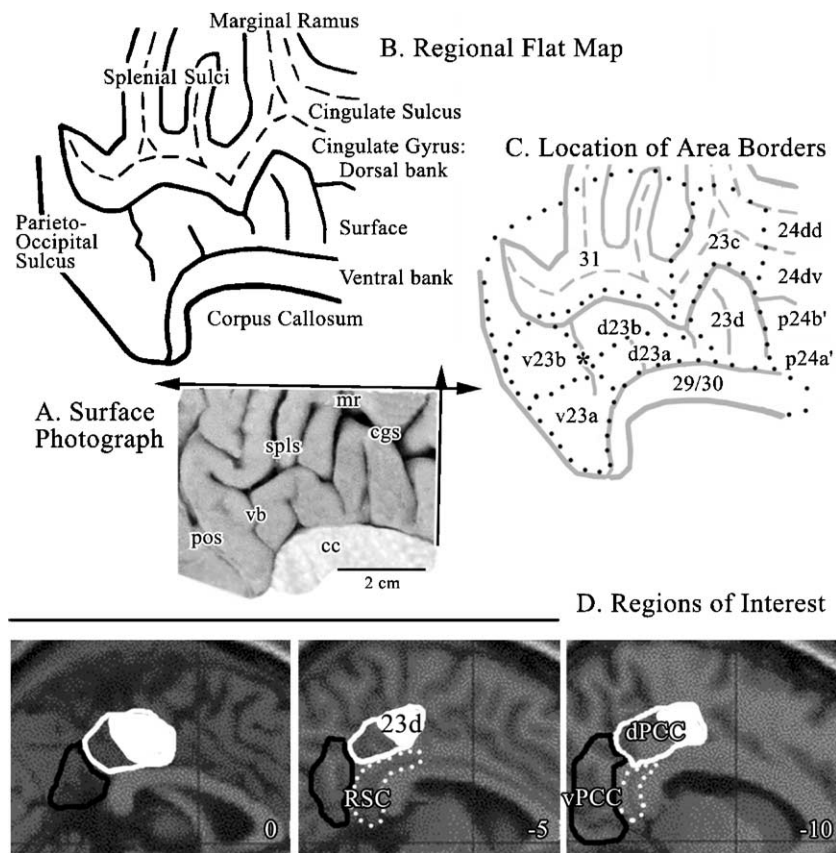 Marginal Ramus
B. Regional Flat Map
Splenial Sulci
Cingulate Sulcus
Cingulate Gyrus:
Dorsal bank
Parieto-
Occipital
Sulcus
Surface
Ventral bank
Corpus Callosum
C. Location of Area Borders
24dd
23c
31
24dv
d23b
23d
p24b'
v23b
*
d23a
p24a'
29/30
v23a
A. Surface
Photograph
mr
cgs
spls
vb
pos
cc
2 cm
D. Regions of Interest
0
23d
RSC
-5
dPCC
vPCC
-10